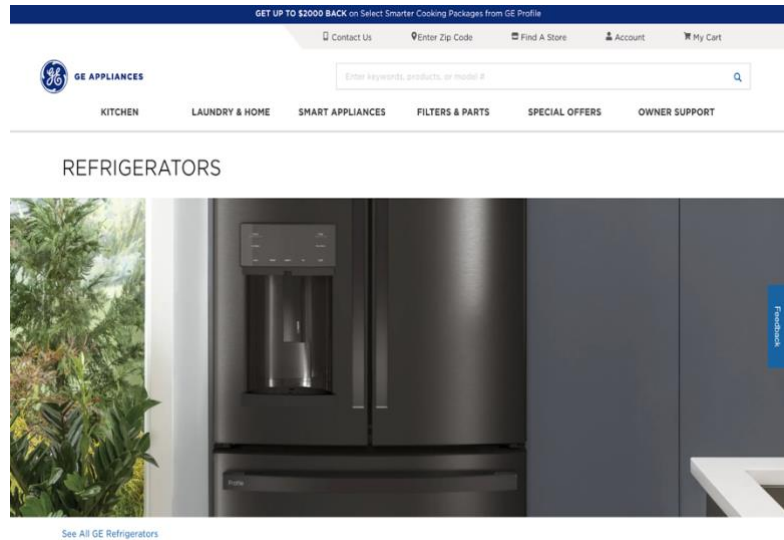 GET UP TO $2000 BACK on Select Smarter Cooking Packages from GE Profile
Contact Us Enter Zip Code Find A Store Account My Cart
GE APPLIANCES
Enter keywords, products, or model #
KITCHEN LAUNDRY & HOME SMART APPLIANCES FILTERS & PARTS SPECIAL OFFERS OWNER SUPPORT
REFRIGERATORS
Feedback
Profile
See All GE Refrigerators